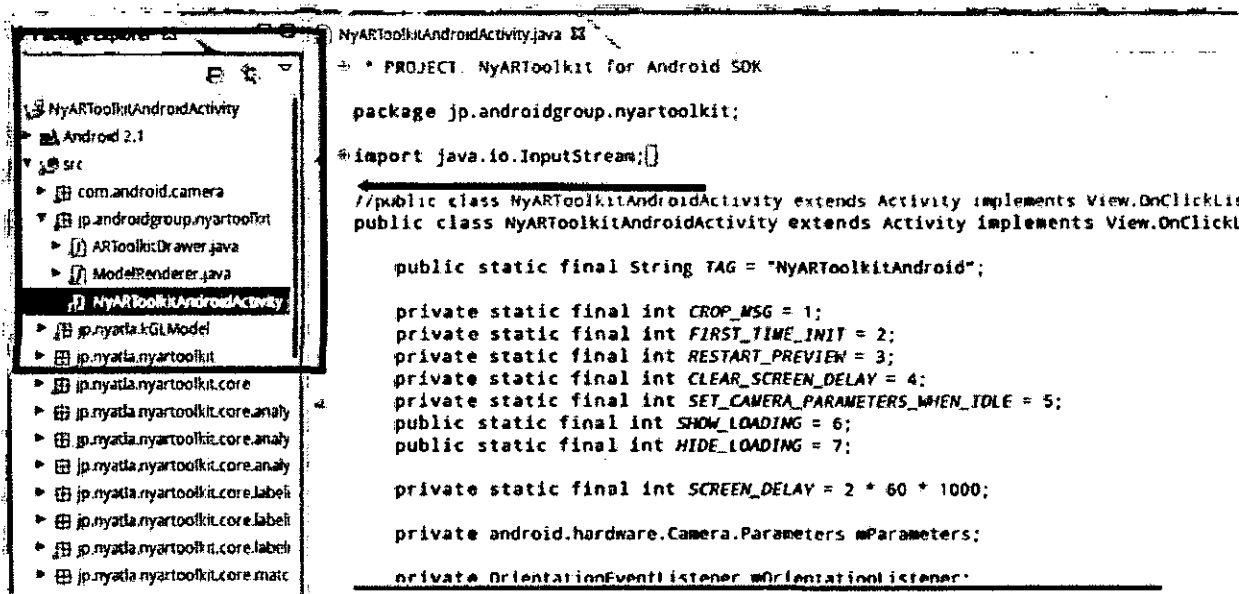 Package Explorer
NyARToolkitAndroidActivity
Android 2.1
src
com.android.camera
jp.androidgroup.nyartoolkit
ARToolkitDrawer.java
ModelRenderer.java
NyARToolkitAndroidActivity
jp.nyatla.kGLModel
jp.nyatla.nyartoolkit
jp.nyatla.nyartoolkit.core
jp.nyatla.nyartoolkit.core.analy
jp.nyatla.nyartoolkit.core.analy
jp.nyatla.nyartoolkit.core.analy
jp.nyatla.nyartoolkit.core.labeli
jp.nyatla.nyartoolkit.core.labeli
jp.nyatla.nyartoolkit.core.labeli
jp.nyatla.nyartoolkit.core.matc
NyARToolkitAndroidActivity.java
* PROJECT: NyARToolkit for Android SDK
package jp.androidgroup.nyartoolkit;
import java.io.InputStream;
//public class NyARToolkitAndroidActivity extends Activity implements View.OnClickLis
public class NyARToolkitAndroidActivity extends Activity implements View.OnClickL
public static final String TAG = "NyARToolkitAndroid";
private static final int CROP_MSG = 1;
private static final int FIRST_TIME_INIT = 2;
private static final int RESTART_PREVIEW = 3;
private static final int CLEAR_SCREEN_DELAY = 4;
private static final int SET_CAMERA_PARAMETERS_WHEN_IDLE = 5;
public static final int SHOW_LOADING = 6;
public static final int HIDE_LOADING = 7;
private static final int SCREEN_DELAY = 2 * 60 * 1000;
private android.hardware.Camera.Parameters mParameters;
private OrientationEventListener mOrientationListener;